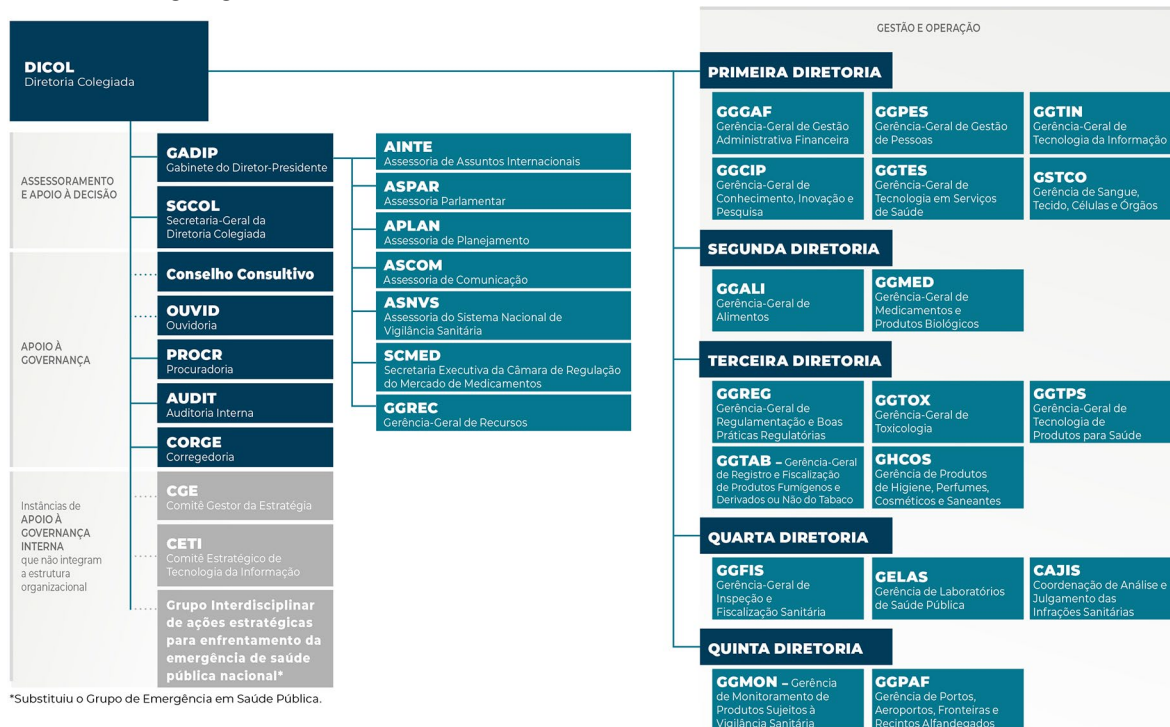 DICOL
Diretoria Colegiada
ASSESSORAMENTO
E APOIO À DECISÃO
GADIP
Gabinete do Diretor-Presidente
SGCOL
Secretaria-Geral da
Diretoria Colegiada
APOIO À
GOVERNANÇA
Conselho Consultivo
OUVID
Ouvidoria
PROCR
Procuradoria
AUDIT
Auditoria Interna
CORGE
Corregedoria
Instâncias de
APOIO À
GOVERNANÇA
INTERNA
que não integram
a estrutura
organizacional
CGE
Comitê Gestor da Estratégia
CETI
Comitê Estratégico de
Tecnologia da Informação
Grupo Interdisciplinar
de ações estratégicas
para enfrentamento da
emergência de saúde
pública nacional*
*Substituiu o Grupo de Emergência em Saúde Pública.
AINTE
Assessoria de Assuntos Internacionais
ASPAR
Assessoria Parlamentar
APLAN
Assessoria de Planejamento
ASCOM
Assessoria de Comunicação
ASNVS
Assessoria do Sistema Nacional de
Vigilância Sanitária
SCMED
Secretaria Executiva da Câmara de Regulação
do Mercado de Medicamentos
GGREC
Gerência-Geral de Recursos
GESTÃO E OPERAÇÃO
PRIMEIRA DIRETORIA
GGGAF
Gerência-Geral de Gestão
Administrativa Financeira
GGPES
Gerência-Geral de Gestão
de Pessoas
GGTIN
Gerência-Geral de
Tecnologia da Informação
GGCIP
Gerência-Geral de
Conhecimento, Inovação e
Pesquisa
GGTES
Gerência-Geral de
Tecnologia em Serviços
de Saúde
GSTCO
Gerência de Sangue,
Tecido, Células e Órgãos
SEGUNDA DIRETORIA
GGALI
Gerência-Geral de
Alimentos
GGMED
Gerência-Geral de
Medicamentos e
Produtos Biológicos
TERCEIRA DIRETORIA
GGREG
Gerência-Geral de
Regulamentação e Boas
Práticas Regulatórias
GGTOX
Gerência-Geral de
Toxicologia
GGTPS
Gerência-Geral de
Tecnologia de
Produtos para Saúde
GGTAB – Gerência-Geral
de Registro e Fiscalização
de Produtos Fumígenos e
Derivados ou Não do Tabaco
GHCOS
Gerência de Produtos
de Higiene, Perfumes,
Cosméticos e Saneantes
QUARTA DIRETORIA
GGFIS
Gerência-Geral de
Inspeção e
Fiscalização Sanitária
GELAS
Gerência de Laboratórios
de Saúde Pública
CAJIS
Coordenação de Análise e
Julgamento das
Infrações Sanitárias
QUINTA DIRETORIA
GGMON – Gerência
de Monitoramento de
Produtos Sujeitos à
Vigilância Sanitária
GGPAF
Gerência de Portos,
Aeroportos, Fronteiras e
Recintos Alfandegados